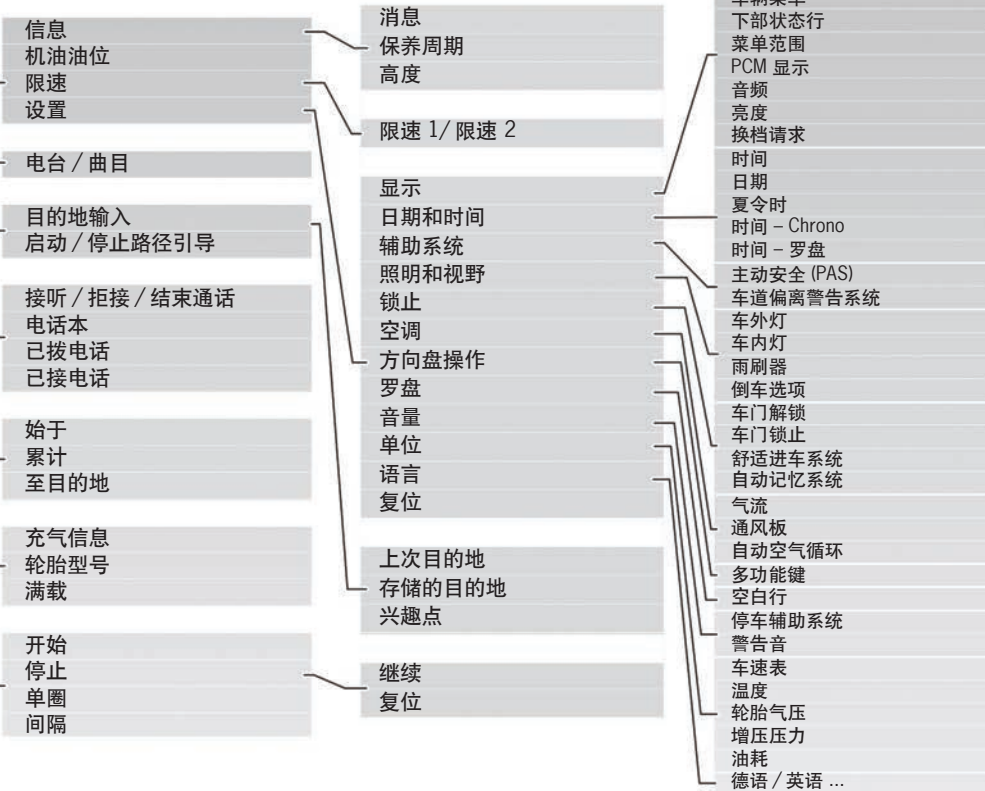 信息
机油油位
限速
设置
电台 / 曲目
目的地输入
启动 / 停止路径引导
接听 / 拒接 / 结束通话
电话本
已拨电话
已接电话
始于
累计
至目的地
充气信息
轮胎型号
满载
开始
停止
单圈
间隔
消息
保养周期
高度
限速 1/ 限速 2
显示
日期和时间
辅助系统
照明和视野
锁止
空调
方向盘操作
罗盘
音量
单位
语言
复位
上次目的地
存储的目的地
兴趣点
继续
复位
下部状态行
菜单范围
PCM 显示
音频
亮度
换档请求
时间
日期
夏令时
时间 – Chrono
时间 – 罗盘
主动安全 (PAS)
车道偏离警告系统
车外灯
车内灯
雨刷器
倒车选项
车门解锁
车门锁止
舒适进车系统
自动记忆系统
气流
通风板
自动空气循环
多功能键
空白行
停车辅助系统
警告音
车速表
温度
轮胎气压
增压压力
油耗
德语 / 英语 ...